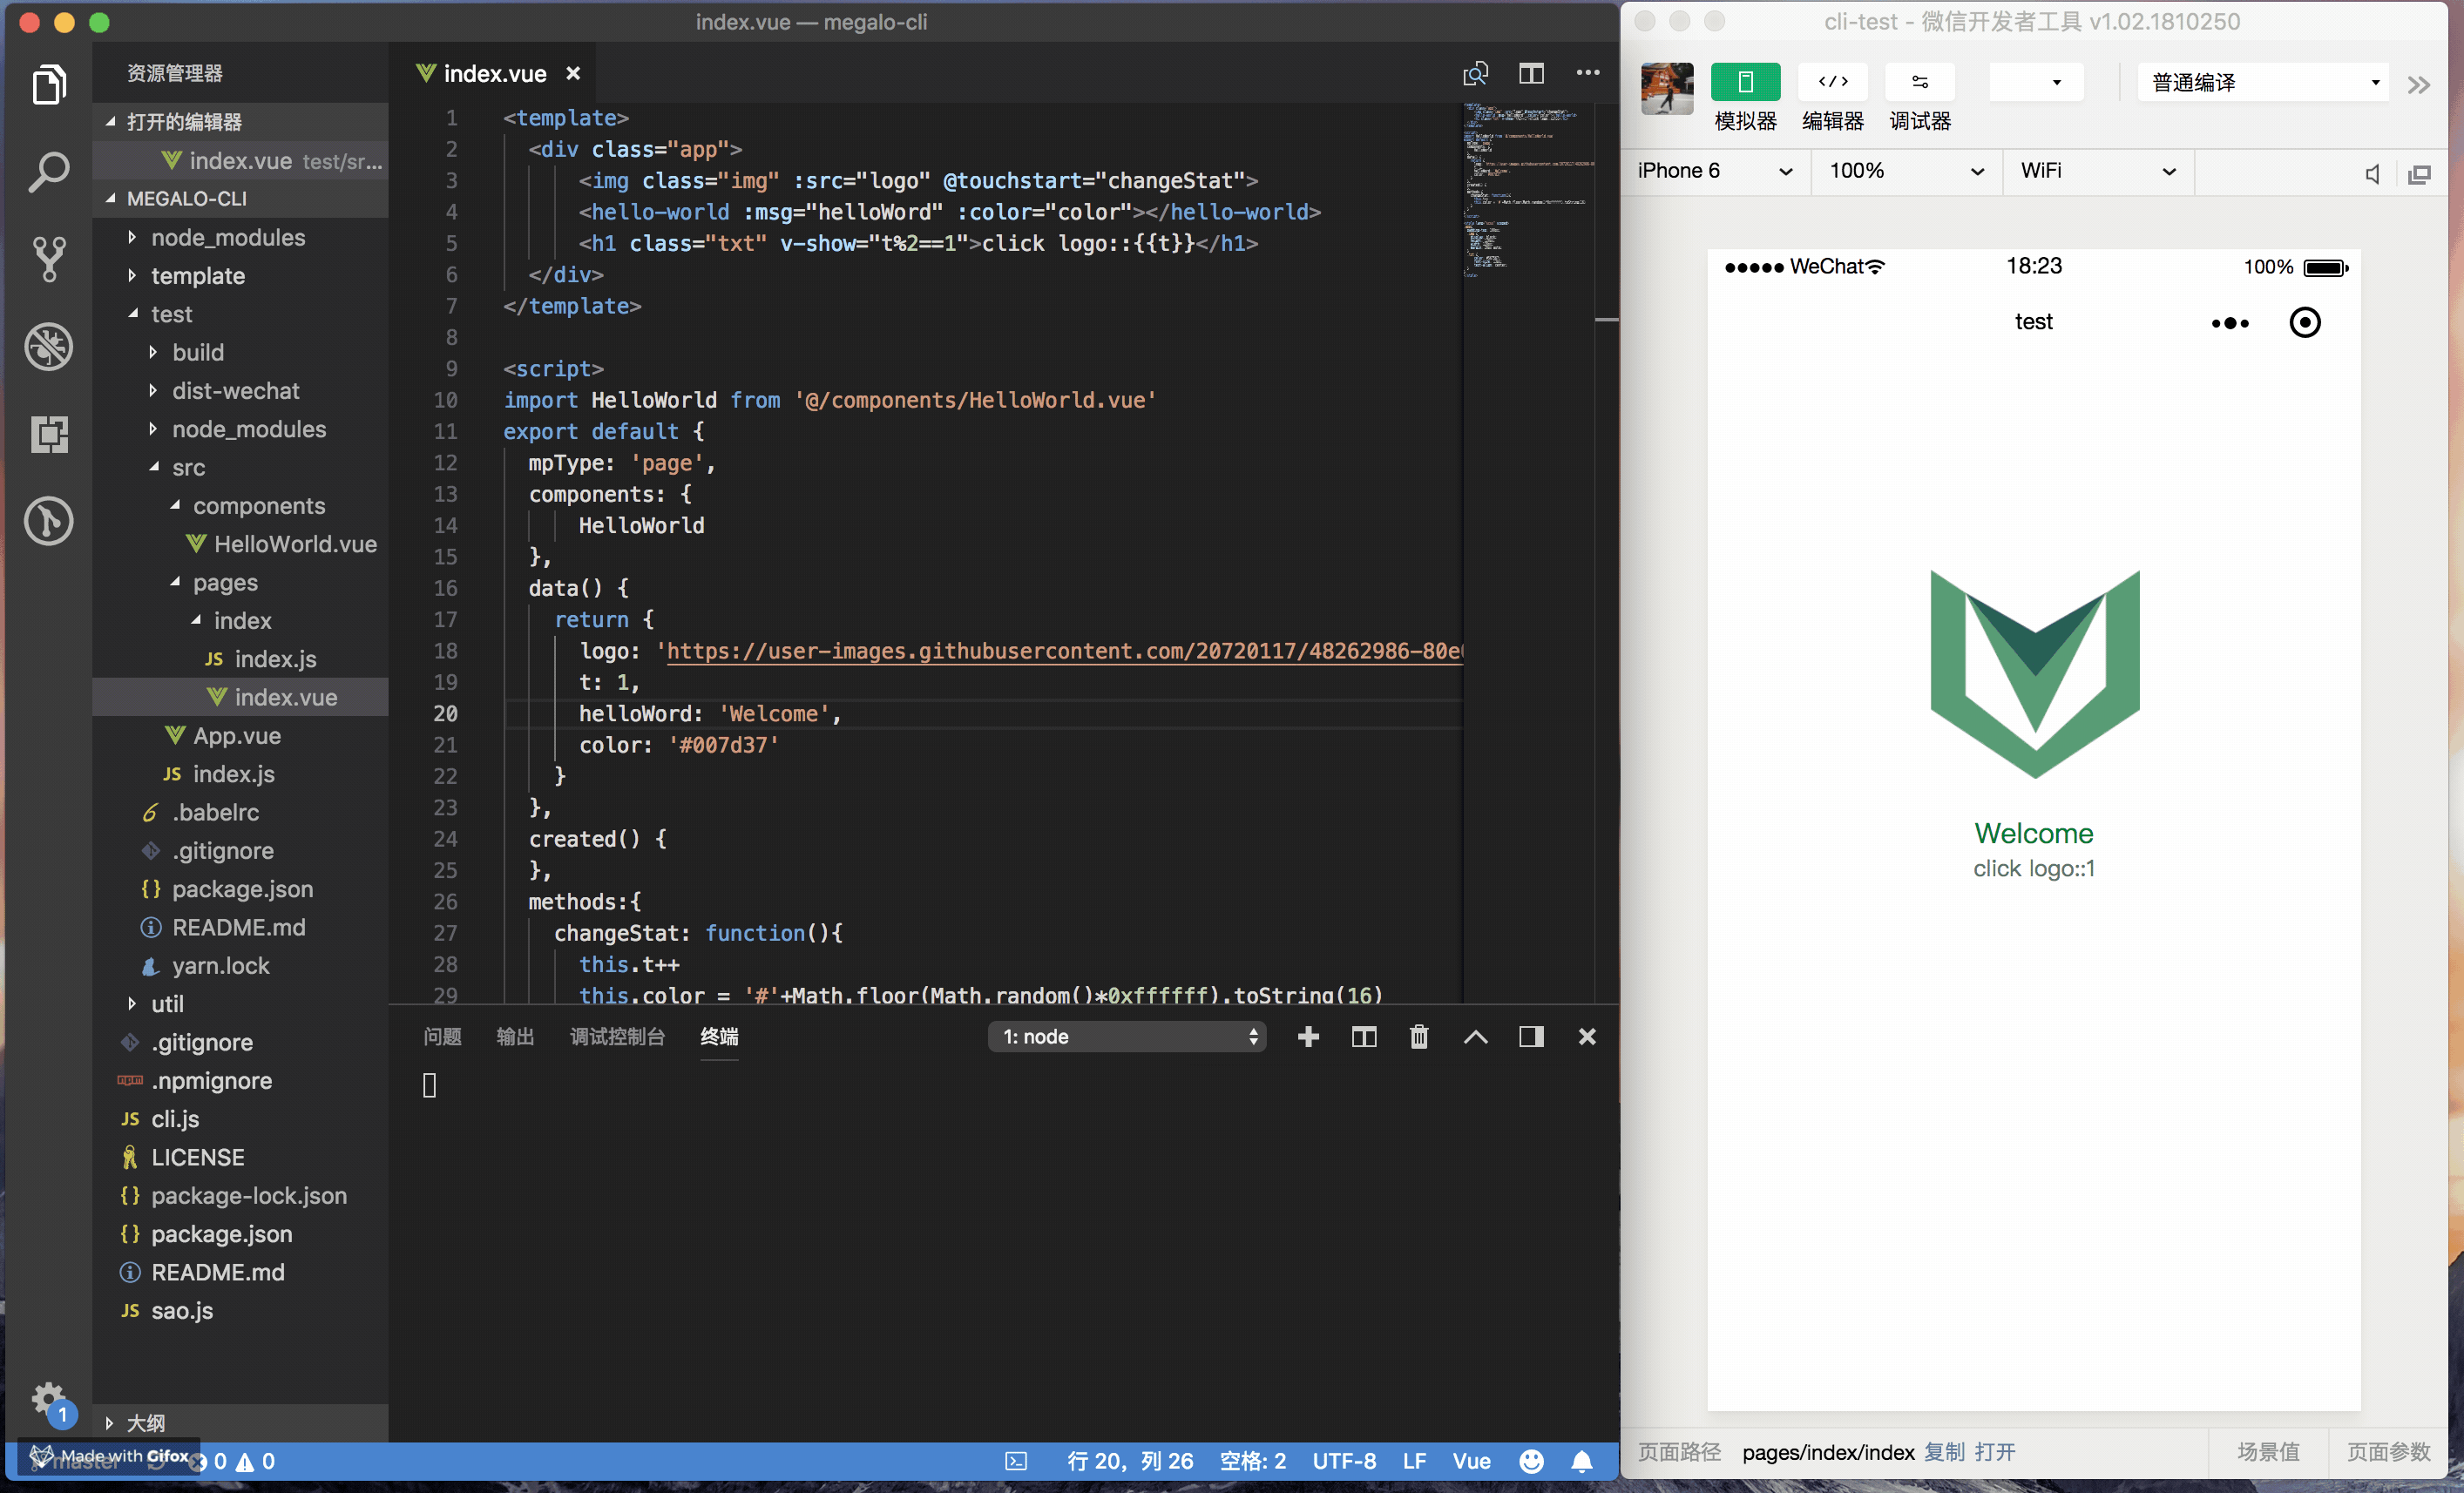 index.vue — megalo-cli
资源管理器
打开的编辑器
index.vue test/sr...
MEGALO-CLI
node_modules
template
test
build
dist-wechat
node_modules
src
components
HelloWorld.vue
pages
index
JS index.js
index.vue
App.vue
JS index.js
.babelrc
.gitignore
{} package.json
README.md
yarn.lock
util
.gitignore
npm .npmignore
JS cli.js
LICENSE
{} package-lock.json
{} package.json
README.md
JS sao.js
大纲
1
index.vue
1 <template>
2 <div class="app">
3 <img class="img" :src="logo" @touchstart="changeStat">
4 <hello-world :msg="helloWord" :color="color"></hello-world>
5 <h1 class="txt" v-show="t%2==1">click logo::{{t}}</h1>
6 </div>
7 </template>
8
9 <script>
10 import HelloWorld from '@/components/HelloWorld.vue'
11 export default {
12 mpType: 'page',
13 components: {
14 HelloWorld
15 },
16 data() {
17 return {
18 logo: 'https://user-images.githubusercontent.com/20720117/48262986-80e
19 t: 1,
20 helloWord: 'Welcome',
21 color: '#007d37'
22 }
23 },
24 created() {
25 },
26 methods:{
27 changeStat: function(){
28 this.t++
29 this.color = '#'+Math.floor(Math.random()*0xffffff).toString(16)
问题 输出 调试控制台 终端
1: node
Made with Gifox
master 0 0
行 20，列 26 空格: 2 UTF-8 LF Vue
cli-test - 微信开发者工具 v1.02.1810250
模拟器 编辑器 调试器
普通编译
iPhone 6 100% WiFi
WeChat 18:23 100%
test
Welcome
click logo::1
页面路径 pages/index/index 复制 打开 场景值 页面参数